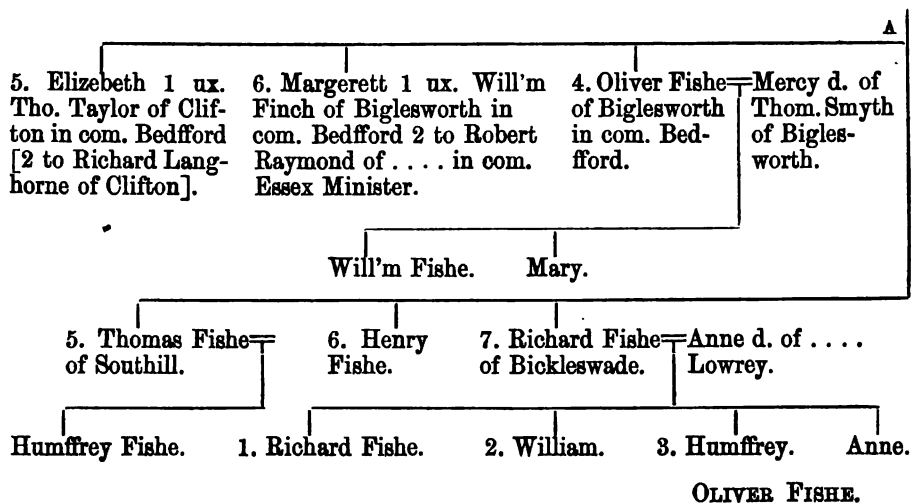 A
5. Elizebeth 1 ux.
Tho. Taylor of Clif-
ton in com. Bedfford
[2 to Richard Lang-
horne of Clifton].
6. Margerett 1 ux. Will'm
Finch of Biglesworth in
com. Bedfford 2 to Robert
Raymond of .... in com.
Essex Minister.
4. Oliver Fishe
of Biglesworth
in com. Bed-
fford.
Mercy d. of
Thom. Smyth
of Bigles-
worth.
Will'm Fishe.
Mary.
5. Thomas Fishe
of Southill.
6. Henry
Fishe.
7. Richard Fishe
of Bickleswade.
Anne d. of ....
Lowrey.
Humffrey Fishe.
1. Richard Fishe.
2. William.
3. Humffrey.
Anne.
OLIVER FISHE.